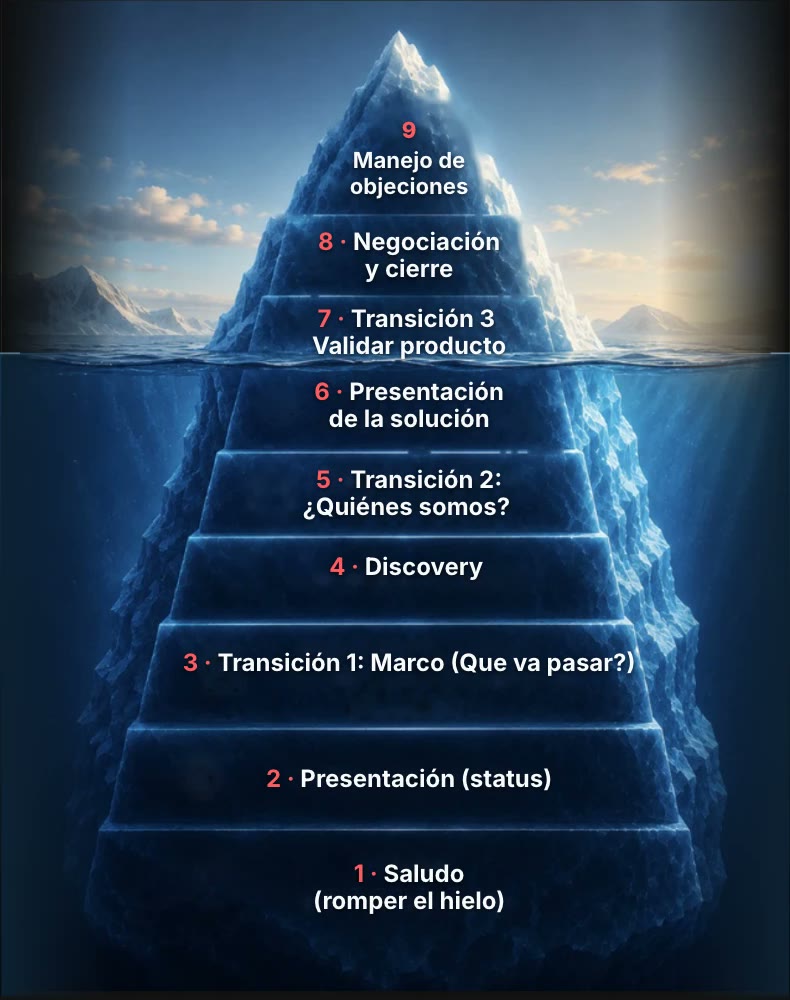 9
Manejo de
objeciones
8 · Negociación
y cierre
7 · Transición 3
Validar producto
6 · Presentación
de la solución
5 · Transición 2:
¿Quiénes somos?
4 · Discovery
3 · Transición 1: Marco (Que va pasar?)
2 · Presentación (status)
1 · Saludo
(romper el hielo)